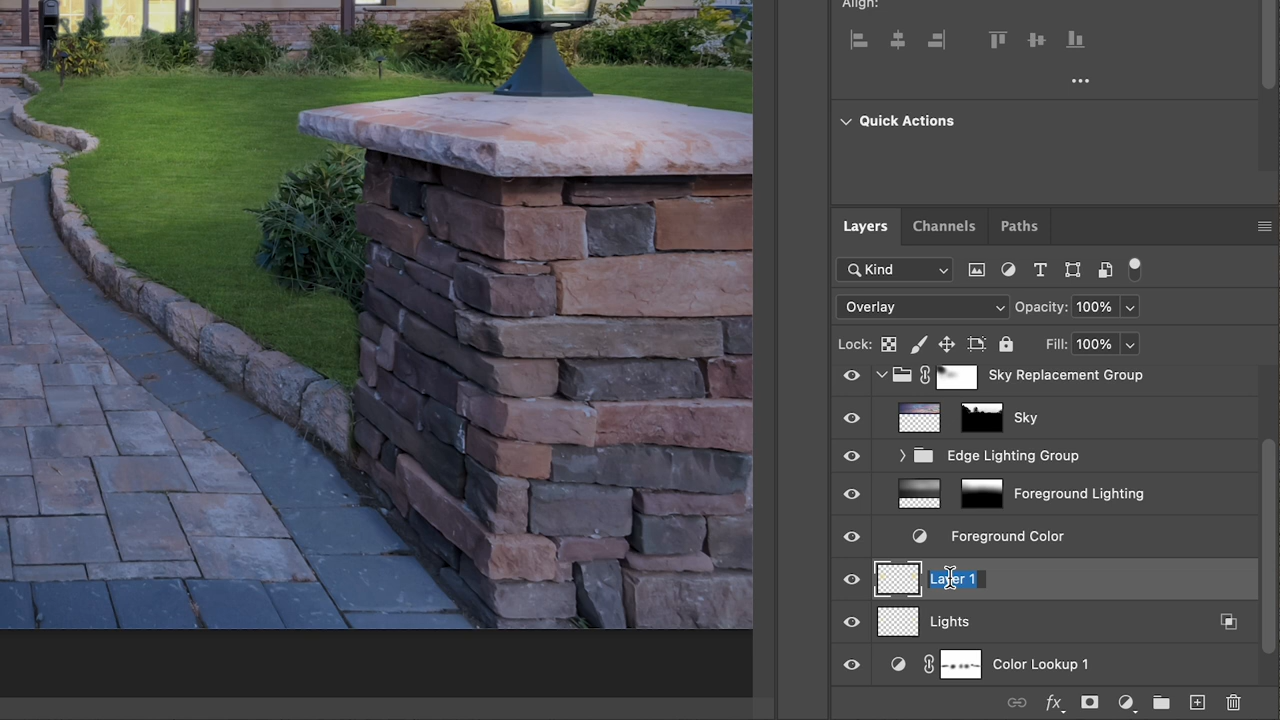 Align:
Quick Actions
Layers Channels Paths
Kind
Overlay Opacity: 100%
Lock: Fill: 100%
Sky Replacement Group
Sky
Edge Lighting Group
Foreground Lighting
Foreground Color
Layer 1
Lights
Color Lookup 1
fx